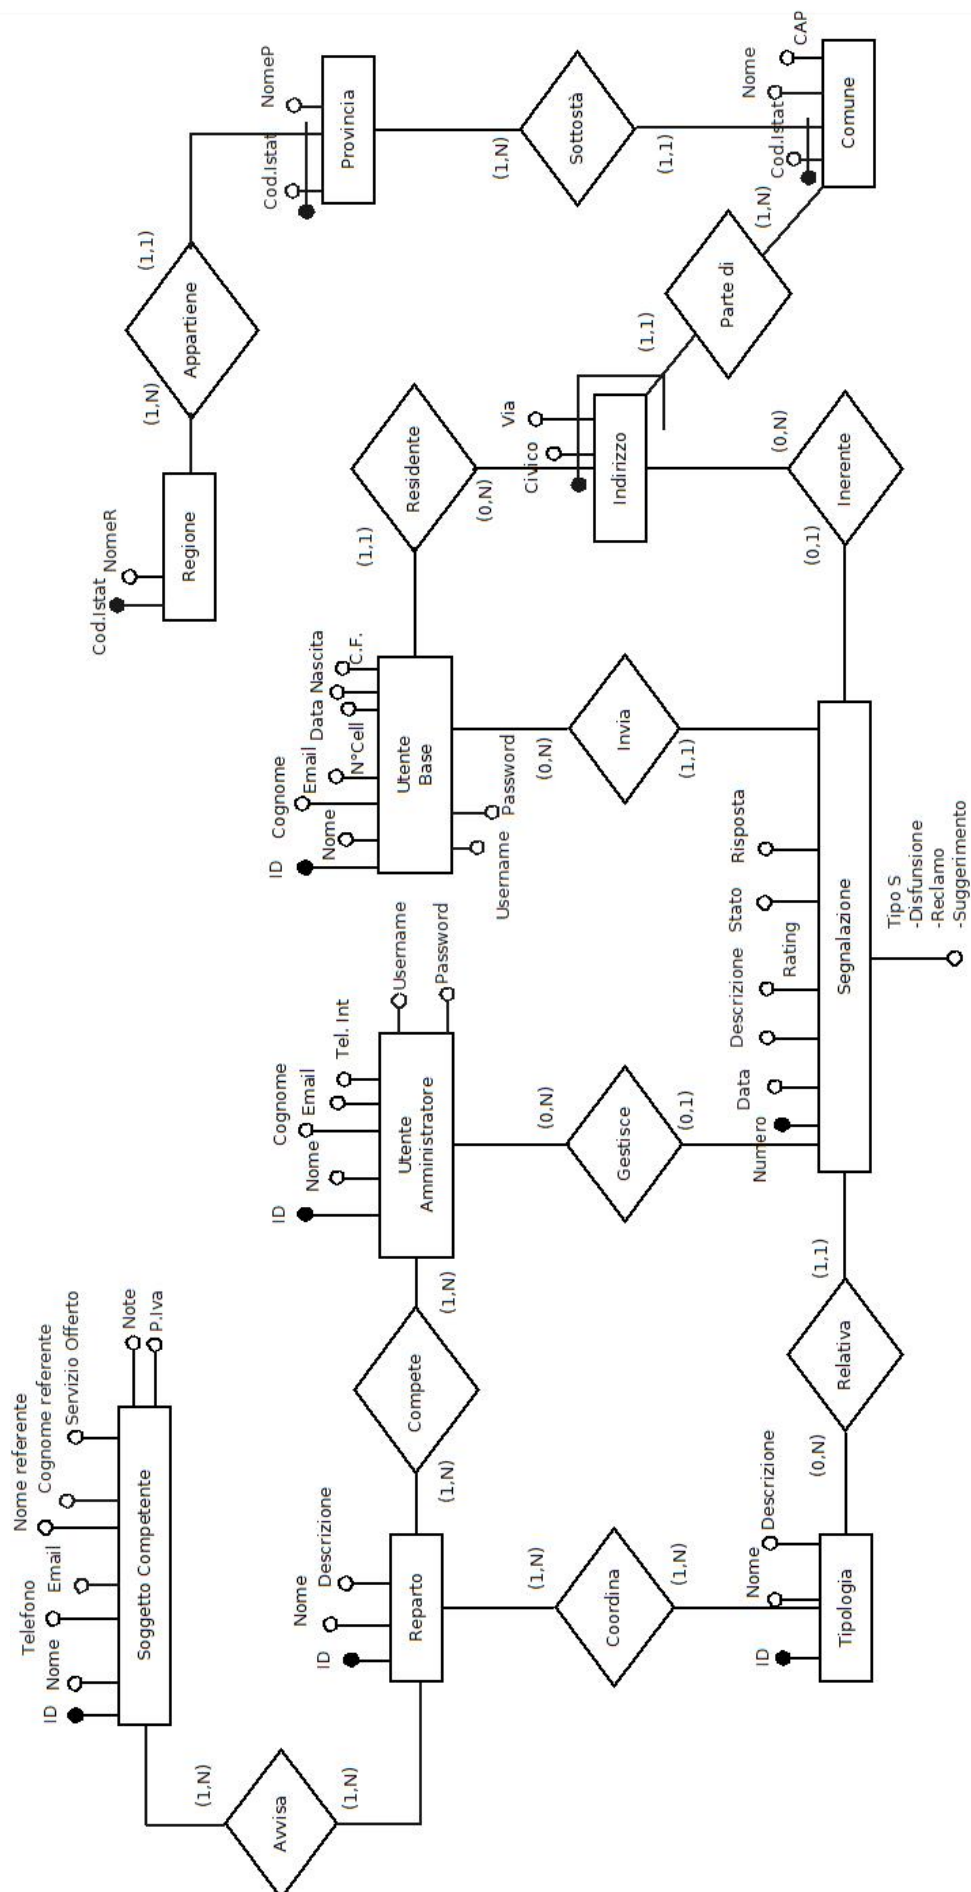 Soggetto Competente
ID
Nome
Telefono
Email
Nome referente
Cognome referente
Servizio Offerto
Note
P.Iva
Avvisa
(1,N)
(1,N)
Reparto
ID
Nome
Descrizione
Compete
(1,N)
(1,N)
Utente
Amministratore
ID
Nome
Cognome
Email
Tel. Int
Username
Password
Utente
Base
ID
Nome
Cognome
Email
N°Cell
Data Nascita
C.F.
Username
Password
Residente
(1,1)
(0,N)
Regione
Cod.Istat
NomeR
Appartiene
(1,N)
(1,1)
Provincia
Cod.Istat
NomeP
Sottostà
(1,N)
(1,1)
Comune
Cod.Istat
Nome
CAP
Parte di
(1,N)
(1,1)
Indirizzo
Civico
Via
Inerente
(0,N)
(0,1)
Invia
(0,N)
(1,1)
Gestisce
(0,N)
(0,1)
Coordina
(1,N)
(1,N)
Tipologia
ID
Nome
Descrizione
Relativa
(0,N)
(1,1)
Segnalazione
Numero
Data
Descrizione
Rating
Stato
Risposta
Tipo S
-Disfunsione
-Reclamo
-Suggerimento